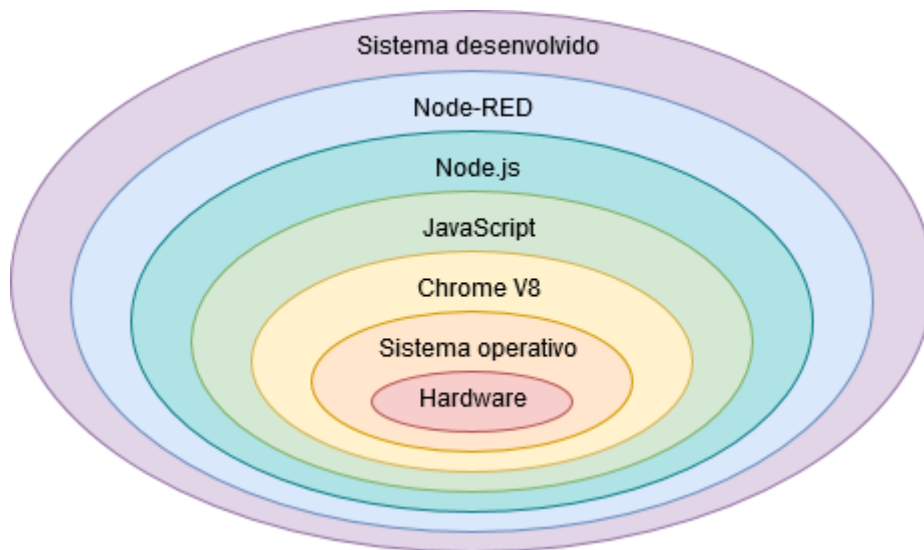 Sistema desenvolvido
Node-RED
Node.js
JavaScript
Chrome V8
Sistema operativo
Hardware